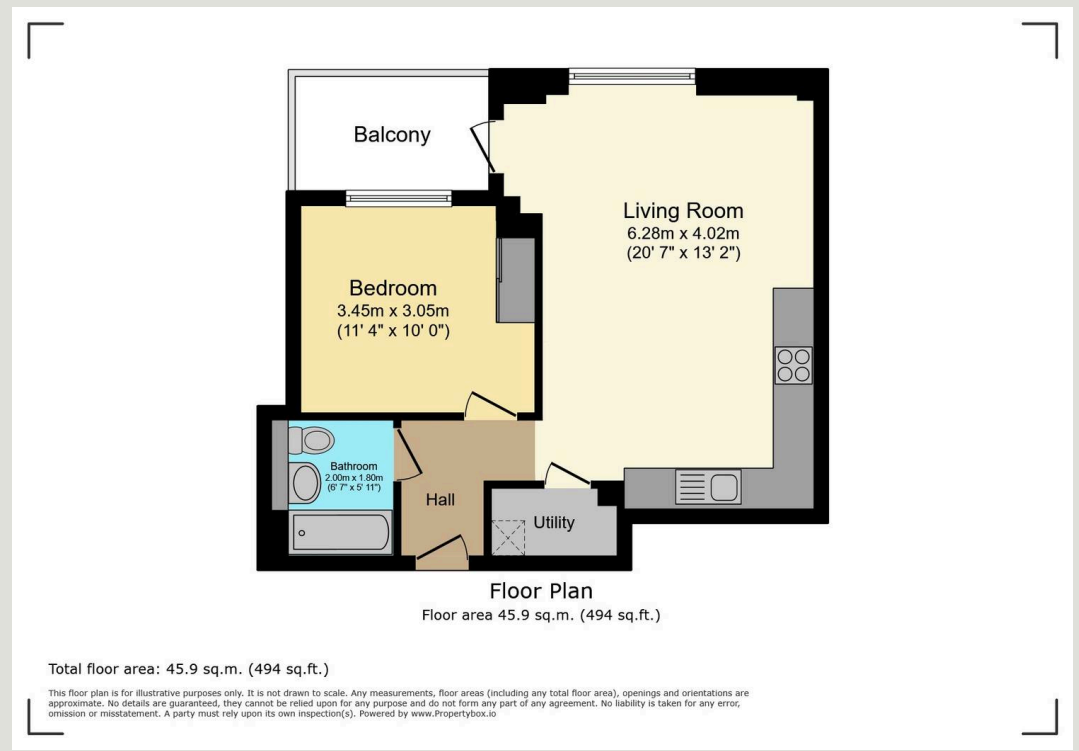 Balcony
Living Room
6.28m x 4.02m
(20' 7" x 13' 2")
Bedroom
3.45m x 3.05m
(11' 4" x 10' 0")
Bathroom
2.00m x 1.80m
(6' 7" x 5' 11")
Hall
Utility
Floor Plan
Floor area 45.9 sq.m. (494 sq.ft.)
Total floor area: 45.9 sq.m. (494 sq.ft.)
This floor plan is for illustrative purposes only. It is not drawn to scale. Any measurements, floor areas (including any total floor area), openings and orientations are
approximate. No details are guaranteed, they cannot be relied upon for any purpose and do not form any part of any agreement. No liability is taken for any error,
omission or misstatement. A party must rely upon its own inspection(s). Powered by www.Propertybox.io